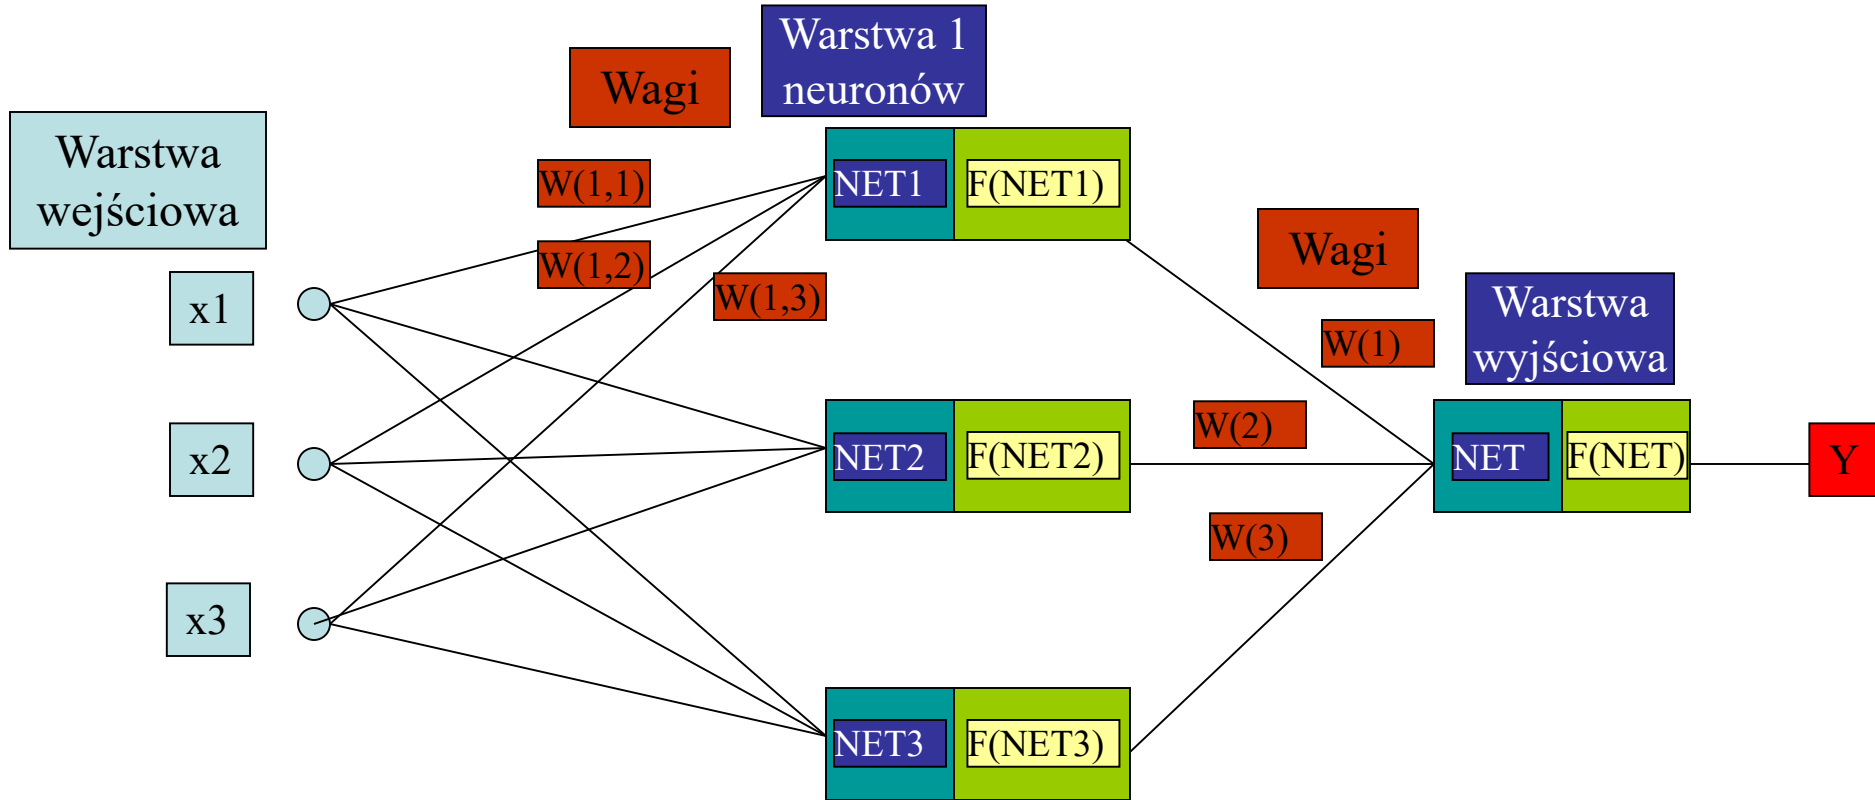 Warstwa 1
neuronów
Wagi
Warstwa
wejściowa
W(1,1)
NET1
F(NET1)
W(1,2)
W(1,3)
Wagi
x1
W(1)
Warstwa
wyjściowa
x2
NET2
F(NET2)
W(2)
NET
F(NET)
Y
W(3)
x3
NET3
F(NET3)